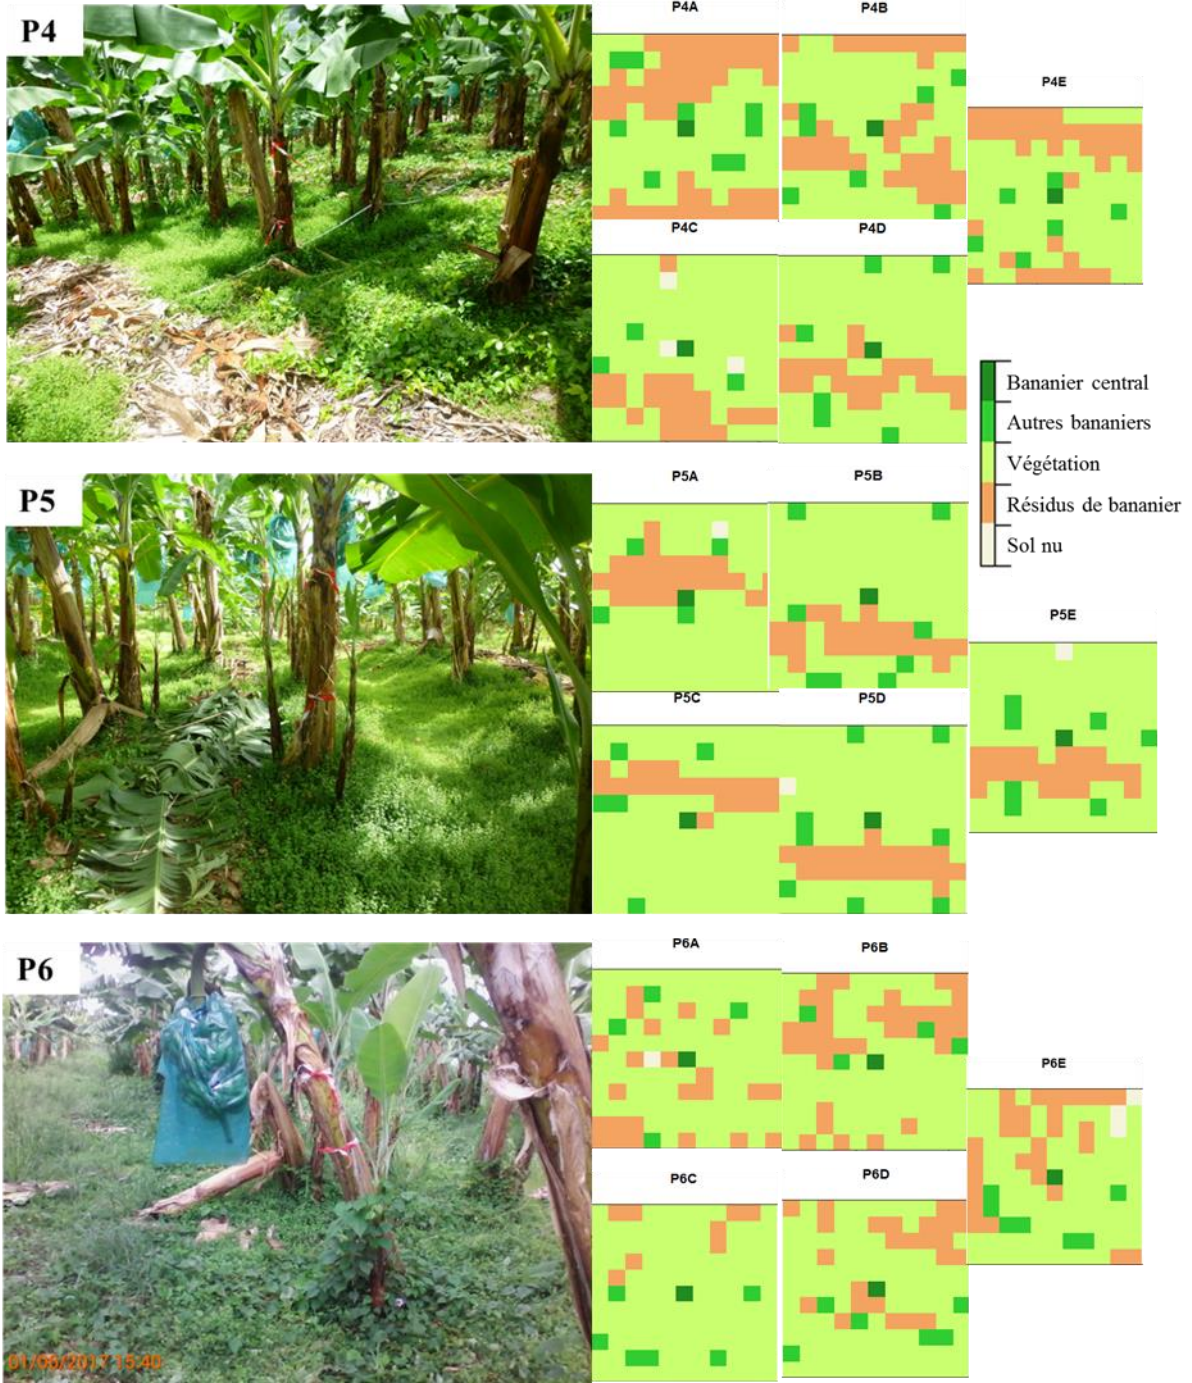 P4
P4A
P4B
P4E
P4C
P4D
Bananier central
Autres bananiers
Végétation
Résidus de bananier
Sol nu
P5
P5A
P5B
P5E
P5C
P5D
P6
P6A
P6B
P6E
P6C
P6D
01/06/2017 15:40